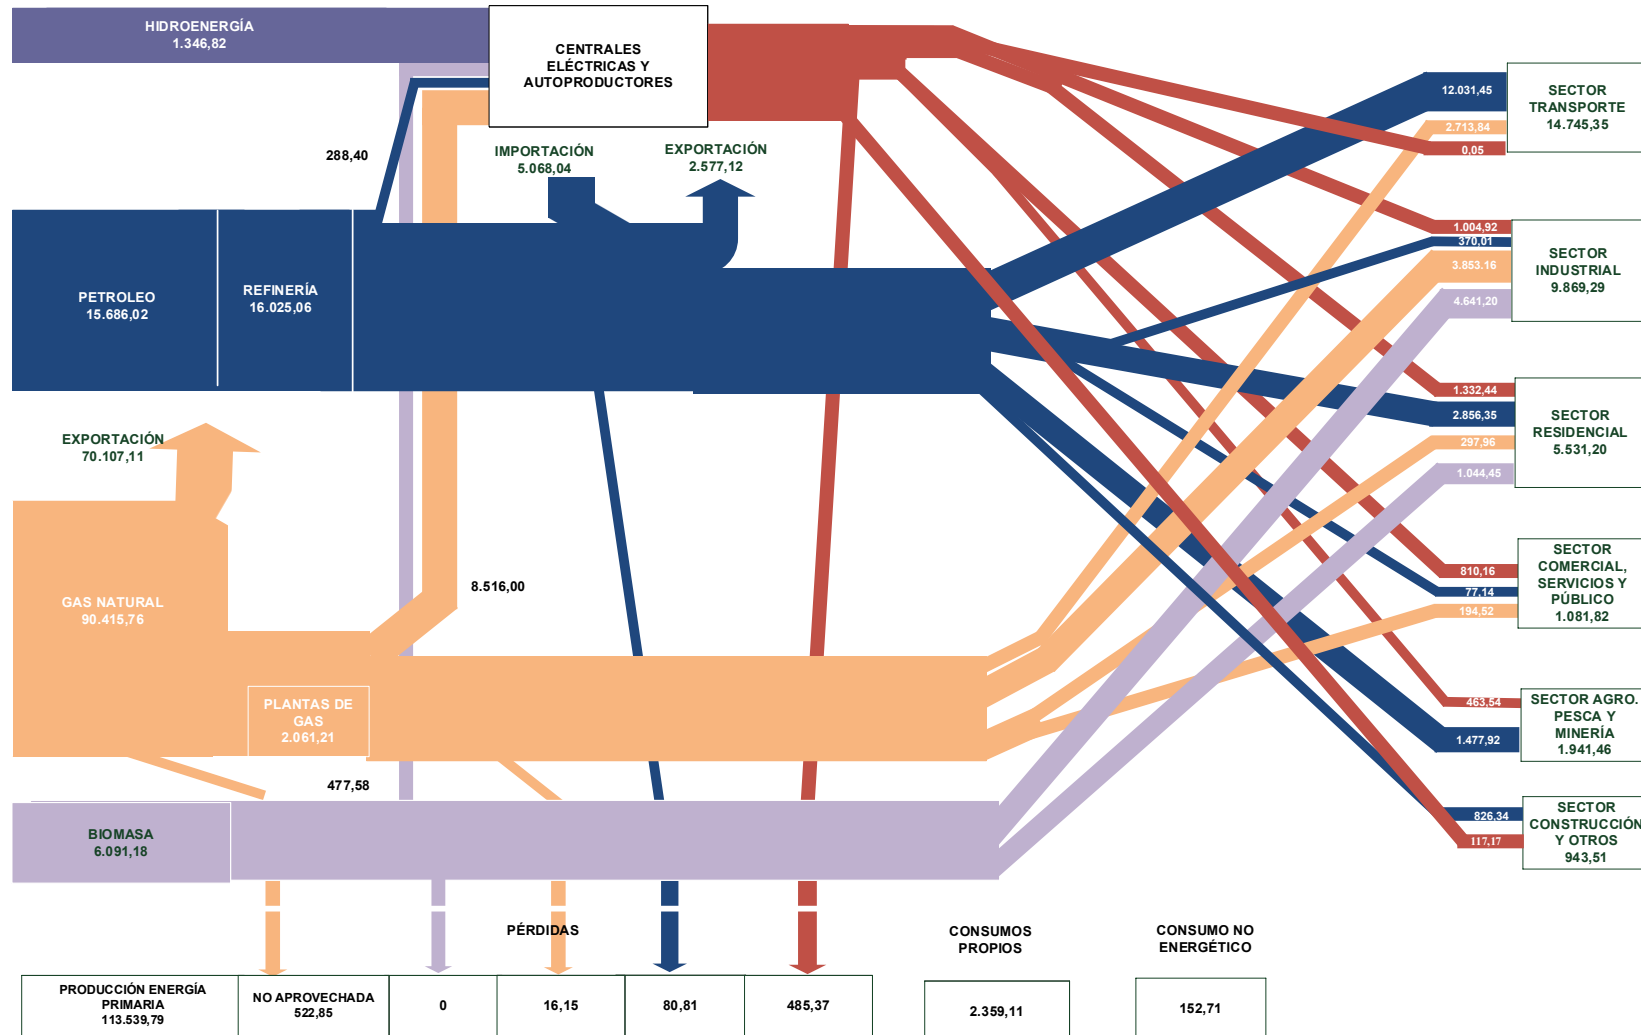 HIDROENERGÍA
1.346,82
CENTRALES
ELÉCTRICAS Y
AUTOPRODUCTORES
288,40
IMPORTACIÓN
5.068,04
EXPORTACIÓN
2.577,12
PETROLEO
15.686,02
REFINERÍA
16.025,06
EXPORTACIÓN
70.107,11
GAS NATURAL
90.415,76
8.516,00
PLANTAS DE
GAS
2.061,21
477,58
BIOMASA
6.091,18
12.031,45
2.713,84
0,05
SECTOR
TRANSPORTE
14.745,35
1.004,92
370,01
3.853.16
4.641,20
SECTOR
INDUSTRIAL
9.869,29
1.332,44
2.856,35
297,96
1.044,45
SECTOR
RESIDENCIAL
5.531,20
810,16
77,14
194,52
SECTOR
COMERCIAL,
SERVICIOS Y
PÚBLICO
1.081,82
463,54
1.477,92
SECTOR AGRO.
PESCA Y
MINERÍA
1.941,46
826,34
117,17
SECTOR
CONSTRUCCIÓN
Y OTROS
943,51
PÉRDIDAS
CONSUMOS
PROPIOS
CONSUMO NO
ENERGÉTICO
PRODUCCIÓN ENERGÍA
PRIMARIA
113.539,79
NO APROVECHADA
522,85
0
16,15
80,81
485,37
2.359,11
152,71